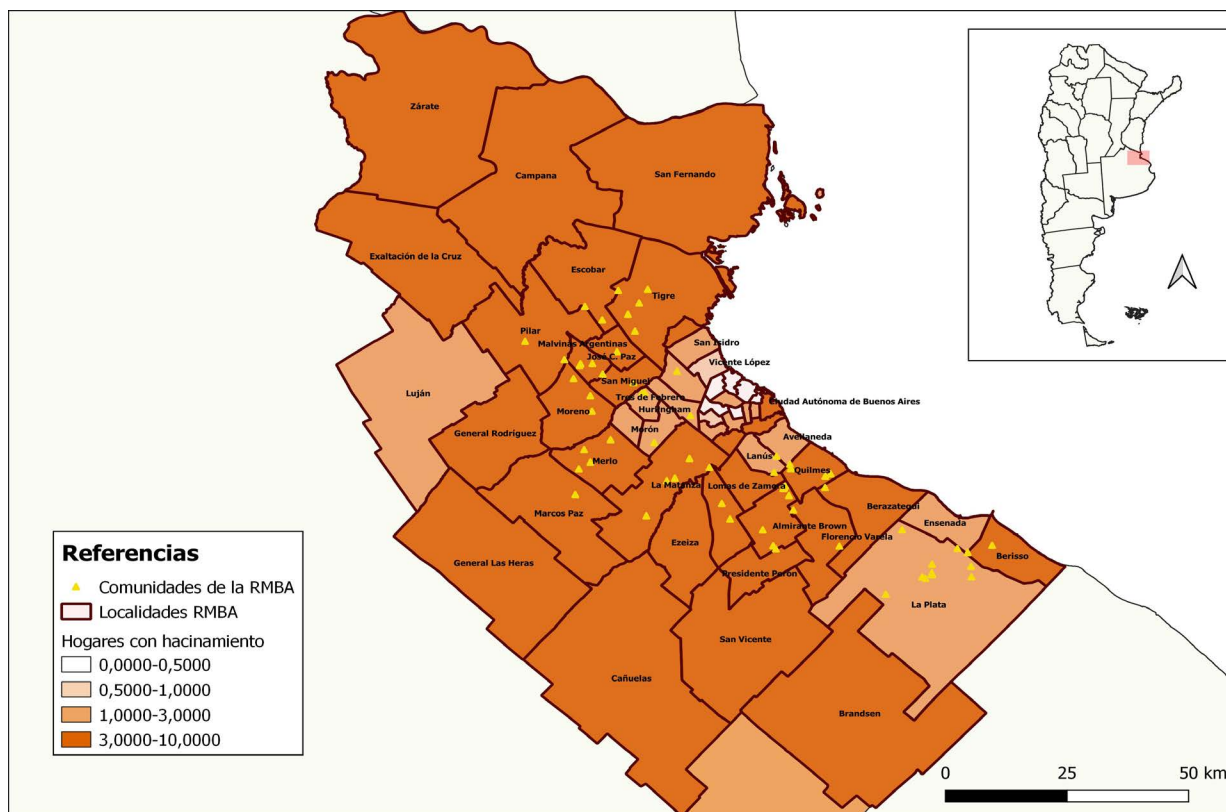 Zárate
Campana
San Fernando
Exaltación de la Cruz
Escobar
Tigre
Pilar
Malvinas Argentinas
José C. Paz
San Isidro
Vicente López
Luján
San Miguel
Tres de Febrero
Ciudad Autónoma de Buenos Aires
Moreno
Hurlingham
General Rodríguez
Morón
Avellaneda
Merlo
Lanús
Quilmes
La Matanza
Lomas de Zamora
Marcos Paz
Berazategui
Almirante Brown
Ensenada
Florencio Varela
Ezeiza
Berisso
General Las Heras
Presidente Perón
La Plata
San Vicente
Cañuelas
Brandsen
Referencias
Comunidades de la RMBA
Localidades RMBA
Hogares con hacinamiento
0,0000-0,5000
0,5000-1,0000
1,0000-3,0000
3,0000-10,0000
0 25 50 km